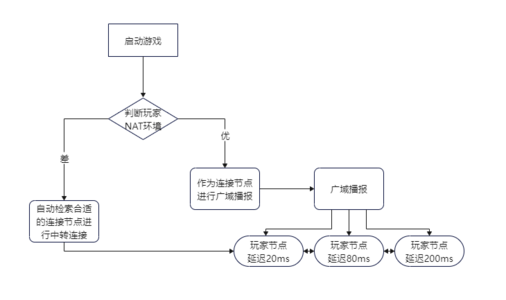 启动游戏
判断玩家
NAT环境
优
差
作为连接节点
进行广域播报
广域播报
自动检索合适
的连接节点进
行中转连接
玩家节点
延迟20ms
玩家节点
延迟80ms
玩家节点
延迟200ms